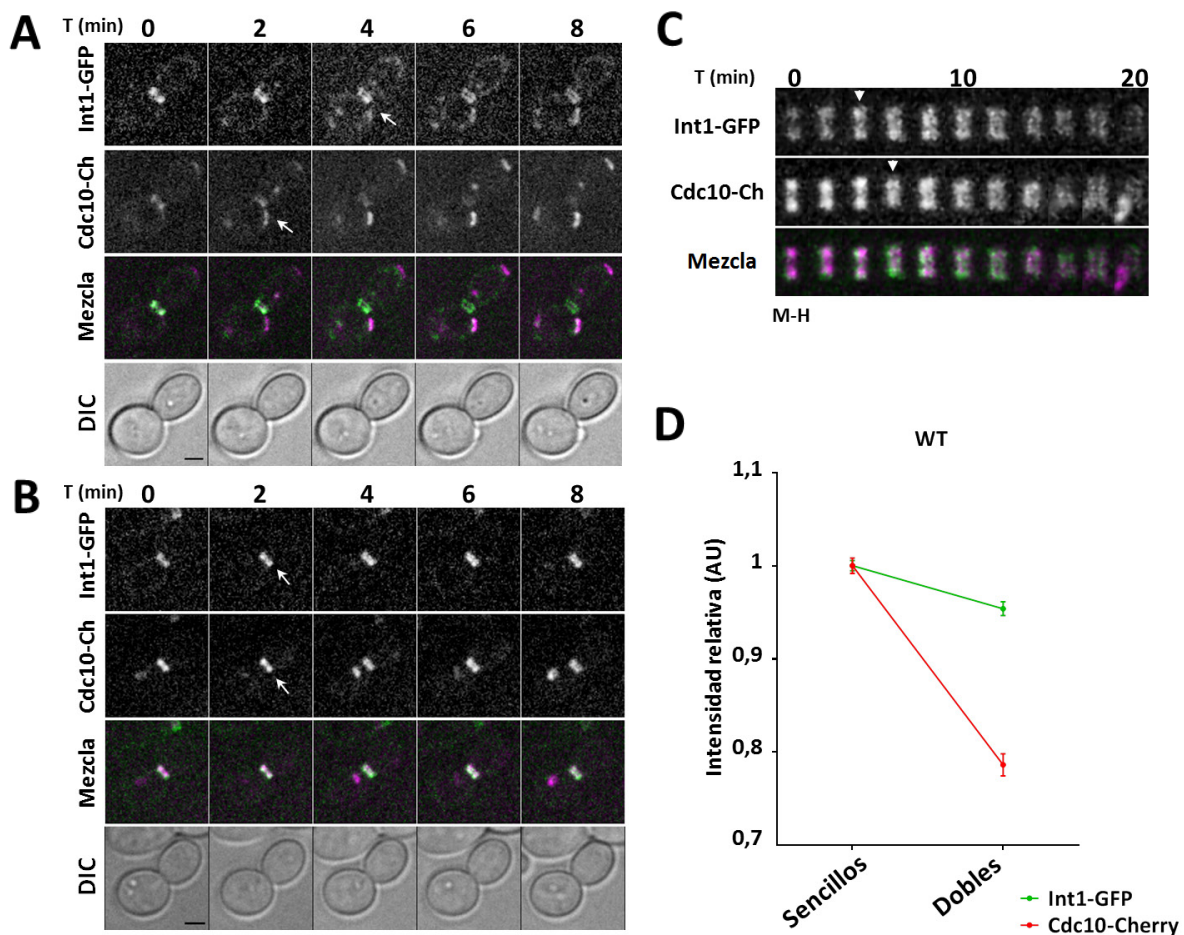 A
T (min) 0 2 4 6 8
Int1-GFP
Cdc10-Ch
Mezcla
DIC
B
T (min) 0 2 4 6 8
Int1-GFP
Cdc10-Ch
Mezcla
DIC
C
T (min) 0 10 20
Int1-GFP
Cdc10-Ch
Mezcla
M-H
D
WT
Intensidad relativa (AU)
1,1
1
0,9
0,8
0,7
Sencillos
Dobles
Int1-GFP
Cdc10-Cherry